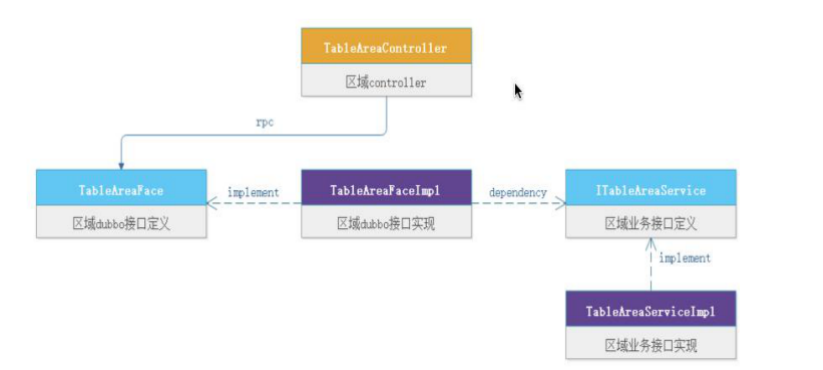 TableAreaController
区域controller
rpc
TableAreaFace
implement
TableAreaFaceImpl
dependency
ITableAreaService
区域dubbo接口定义
区域dubbo接口实现
区域业务接口定义
implement
TableAreaServiceImpl
区域业务接口实现